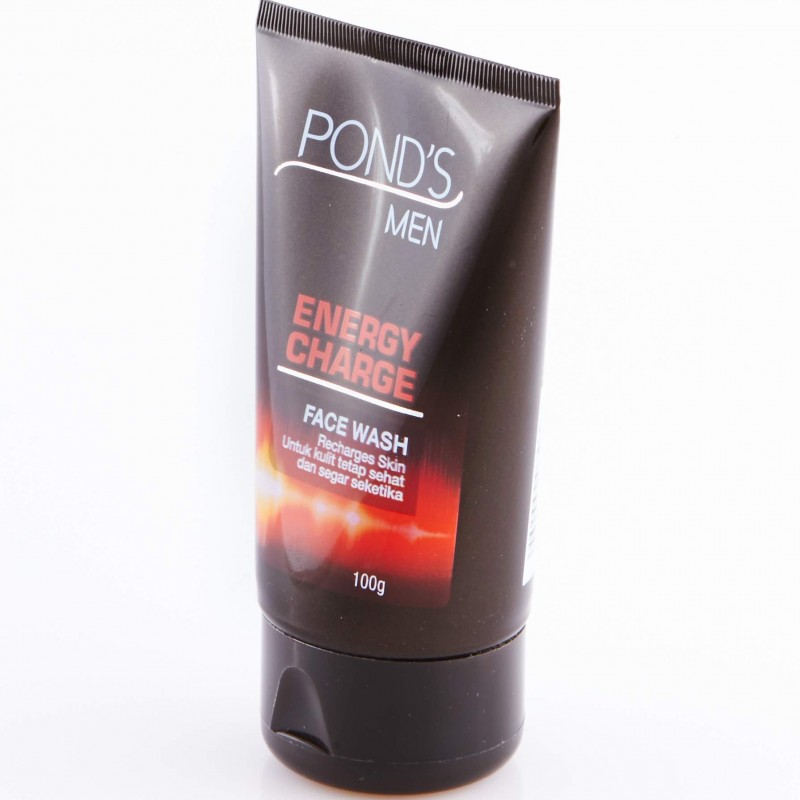 POND'S
MEN
ENERGY
CHARGE
FACE WASH
Recharges Skin
Untuk kulit tetap sehat
dan segar seketika
100g